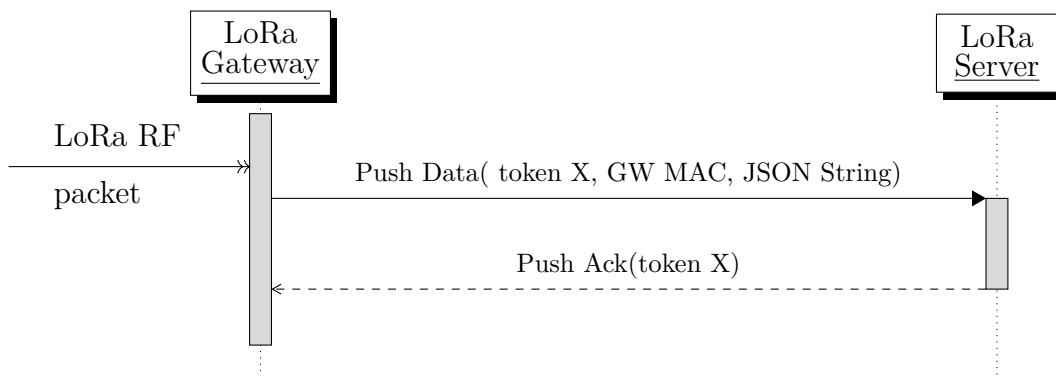 LoRa
Gateway
LoRa
Server
LoRa RF
packet
Push Data( token X, GW MAC, JSON String)
Push Ack(token X)